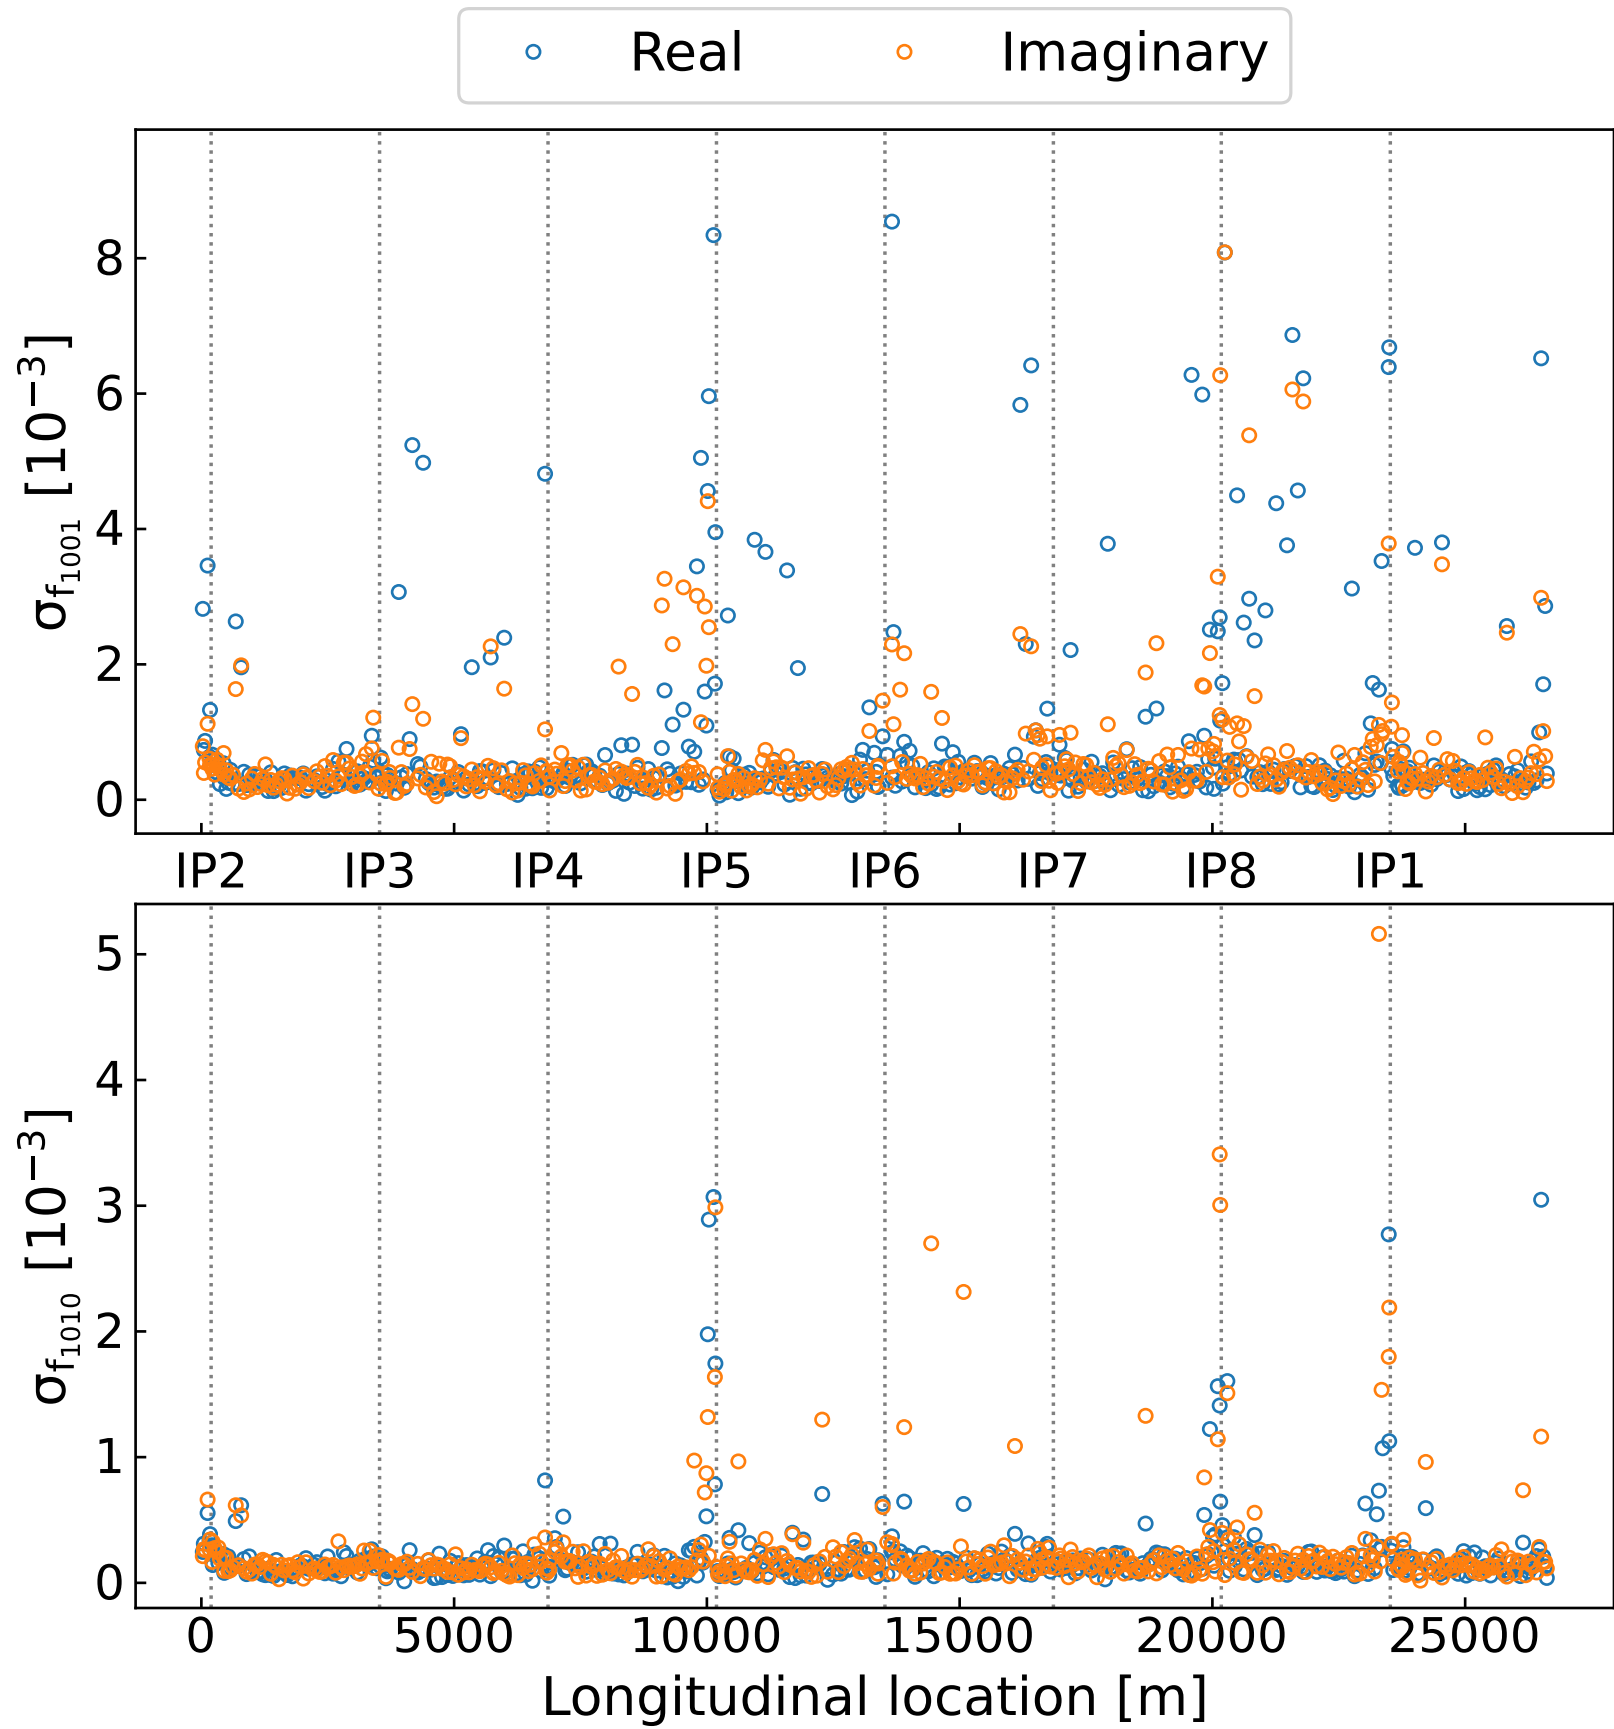 Real Imaginary
8
6
4
2
0
σf1001 [10−3]
IP2 IP3 IP4 IP5 IP6 IP7 IP8 IP1
5
4
3
2
1
0
σf1010 [10−3]
0 5000 10000 15000 20000 25000
Longitudinal location [m]